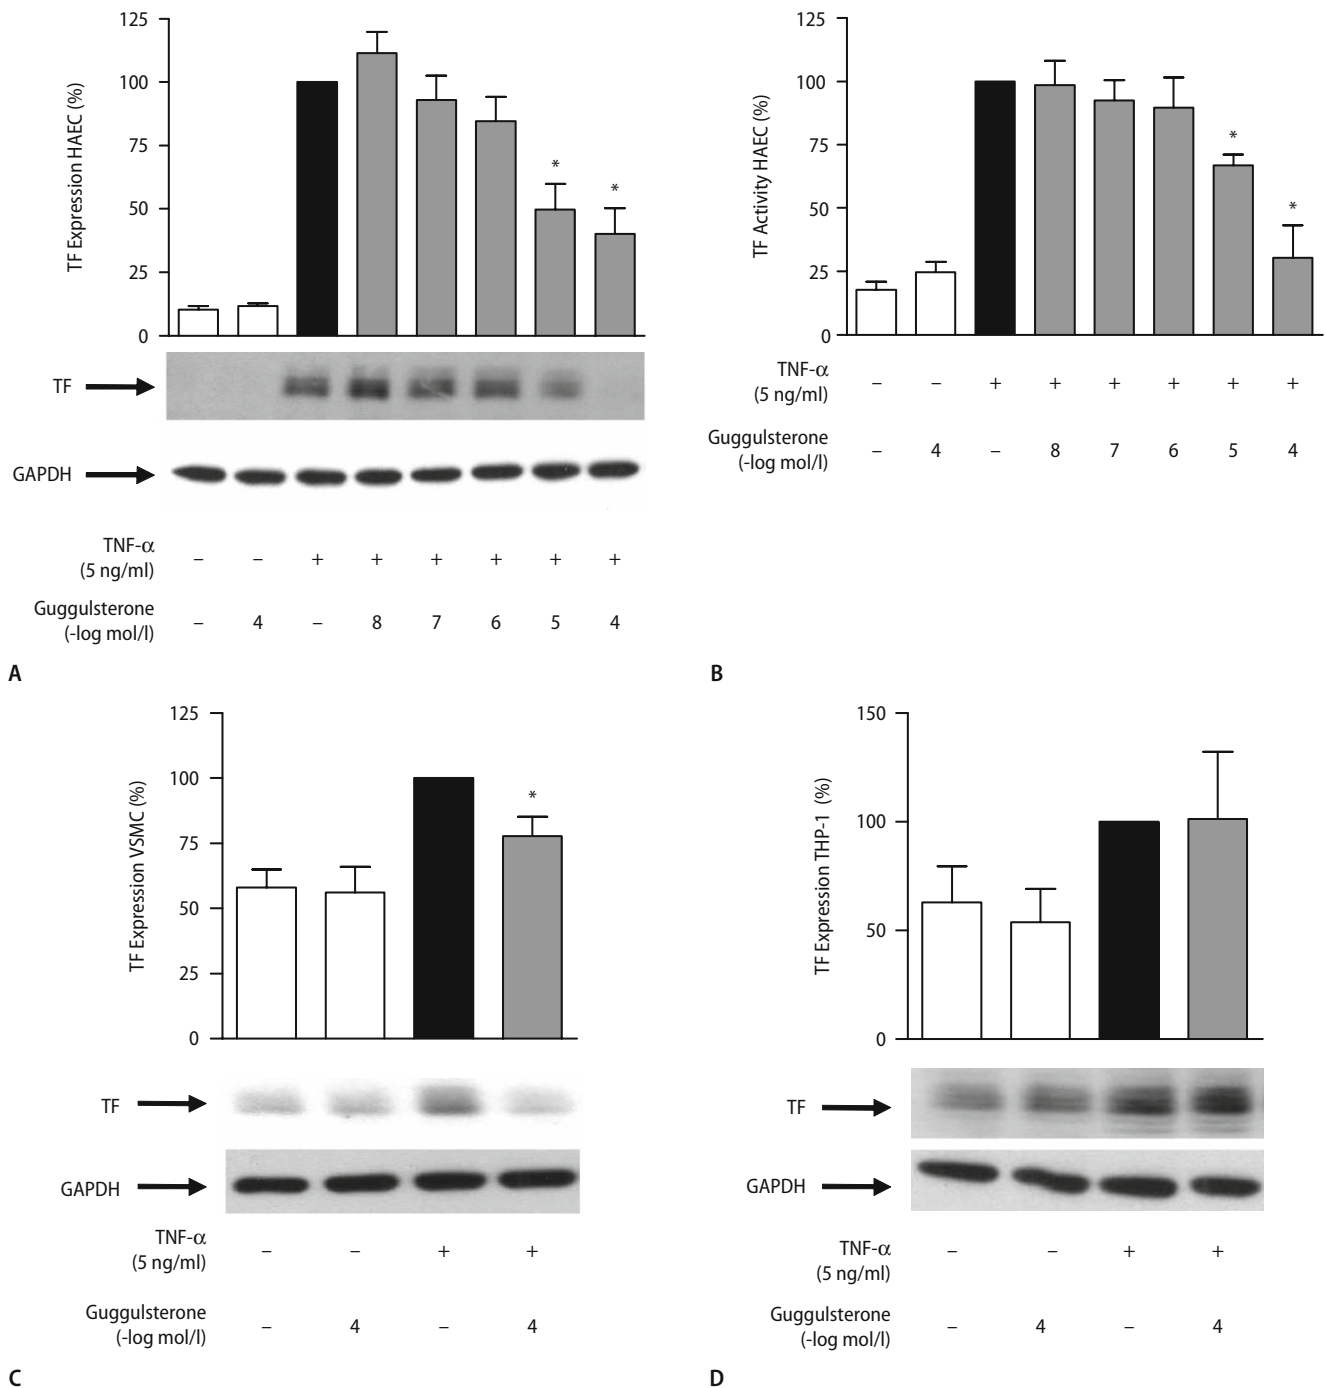 125
100
75
50
25
0
TF Expression HAEC (%)
* *
TF
GAPDH
TNF-α
(5 ng/ml)
– – + + + + + +
Guggulsterone
(-log mol/l)
– 4 – 8 7 6 5 4
A
125
100
75
50
25
0
TF Activity HAEC (%)
* *
TNF-α
(5 ng/ml)
– – + + + + + +
Guggulsterone
(-log mol/l)
– 4 – 8 7 6 5 4
B
125
100
75
50
25
0
TF Expression VSMC (%)
*
TF
GAPDH
TNF-α
(5 ng/ml)
– – + +
Guggulsterone
(-log mol/l)
– 4 – 4
C
150
100
50
0
TF Expression THP-1 (%)
TF
GAPDH
TNF-α
(5 ng/ml)
– – + +
Guggulsterone
(-log mol/l)
– 4 – 4
D